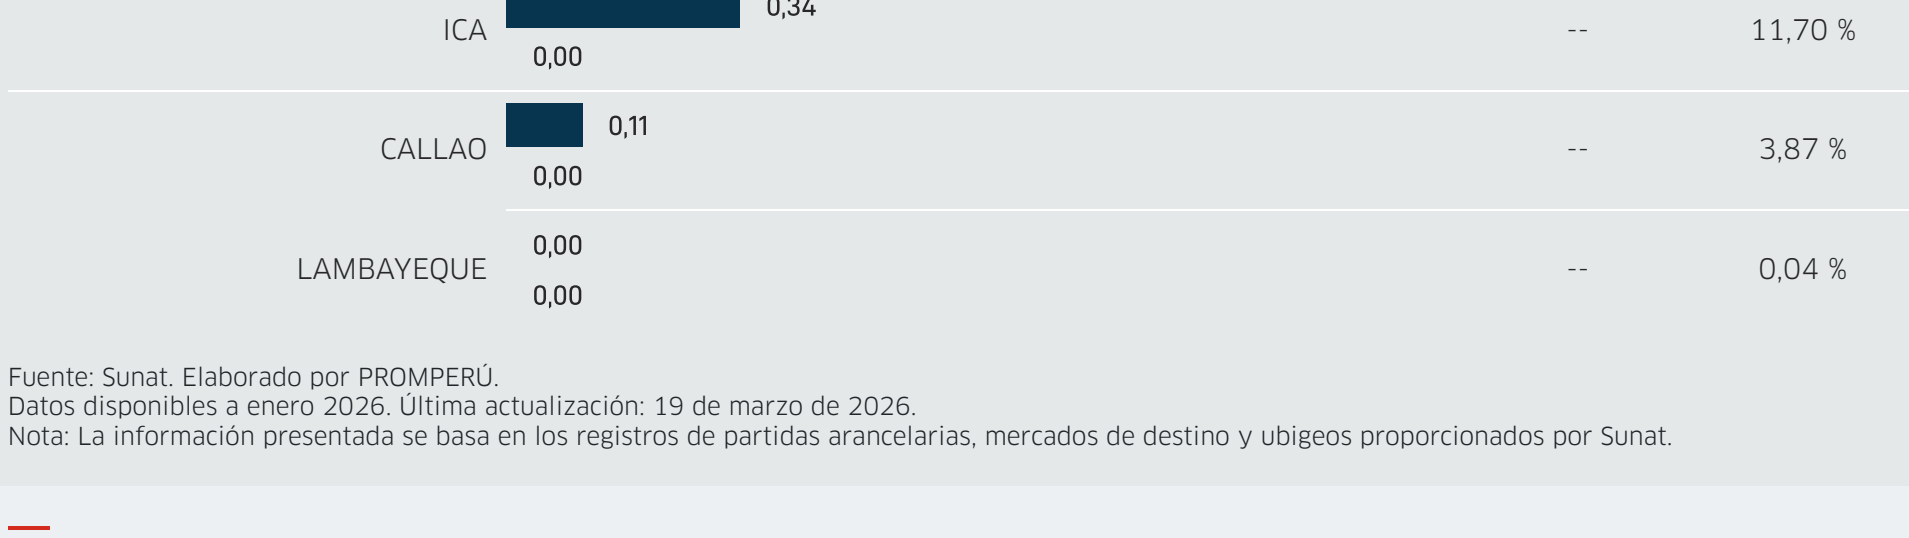 0,34
ICA -- 11,70 %
0,00
0,11
CALLAO -- 3,87 %
0,00
0,00
LAMBAYEQUE -- 0,04 %
0,00
Fuente: Sunat. Elaborado por PROMPERÚ.
Datos disponibles a enero 2026. Última actualización: 19 de marzo de 2026.
Nota: La información presentada se basa en los registros de partidas arancelarias, mercados de destino y ubigeos proporcionados por Sunat.